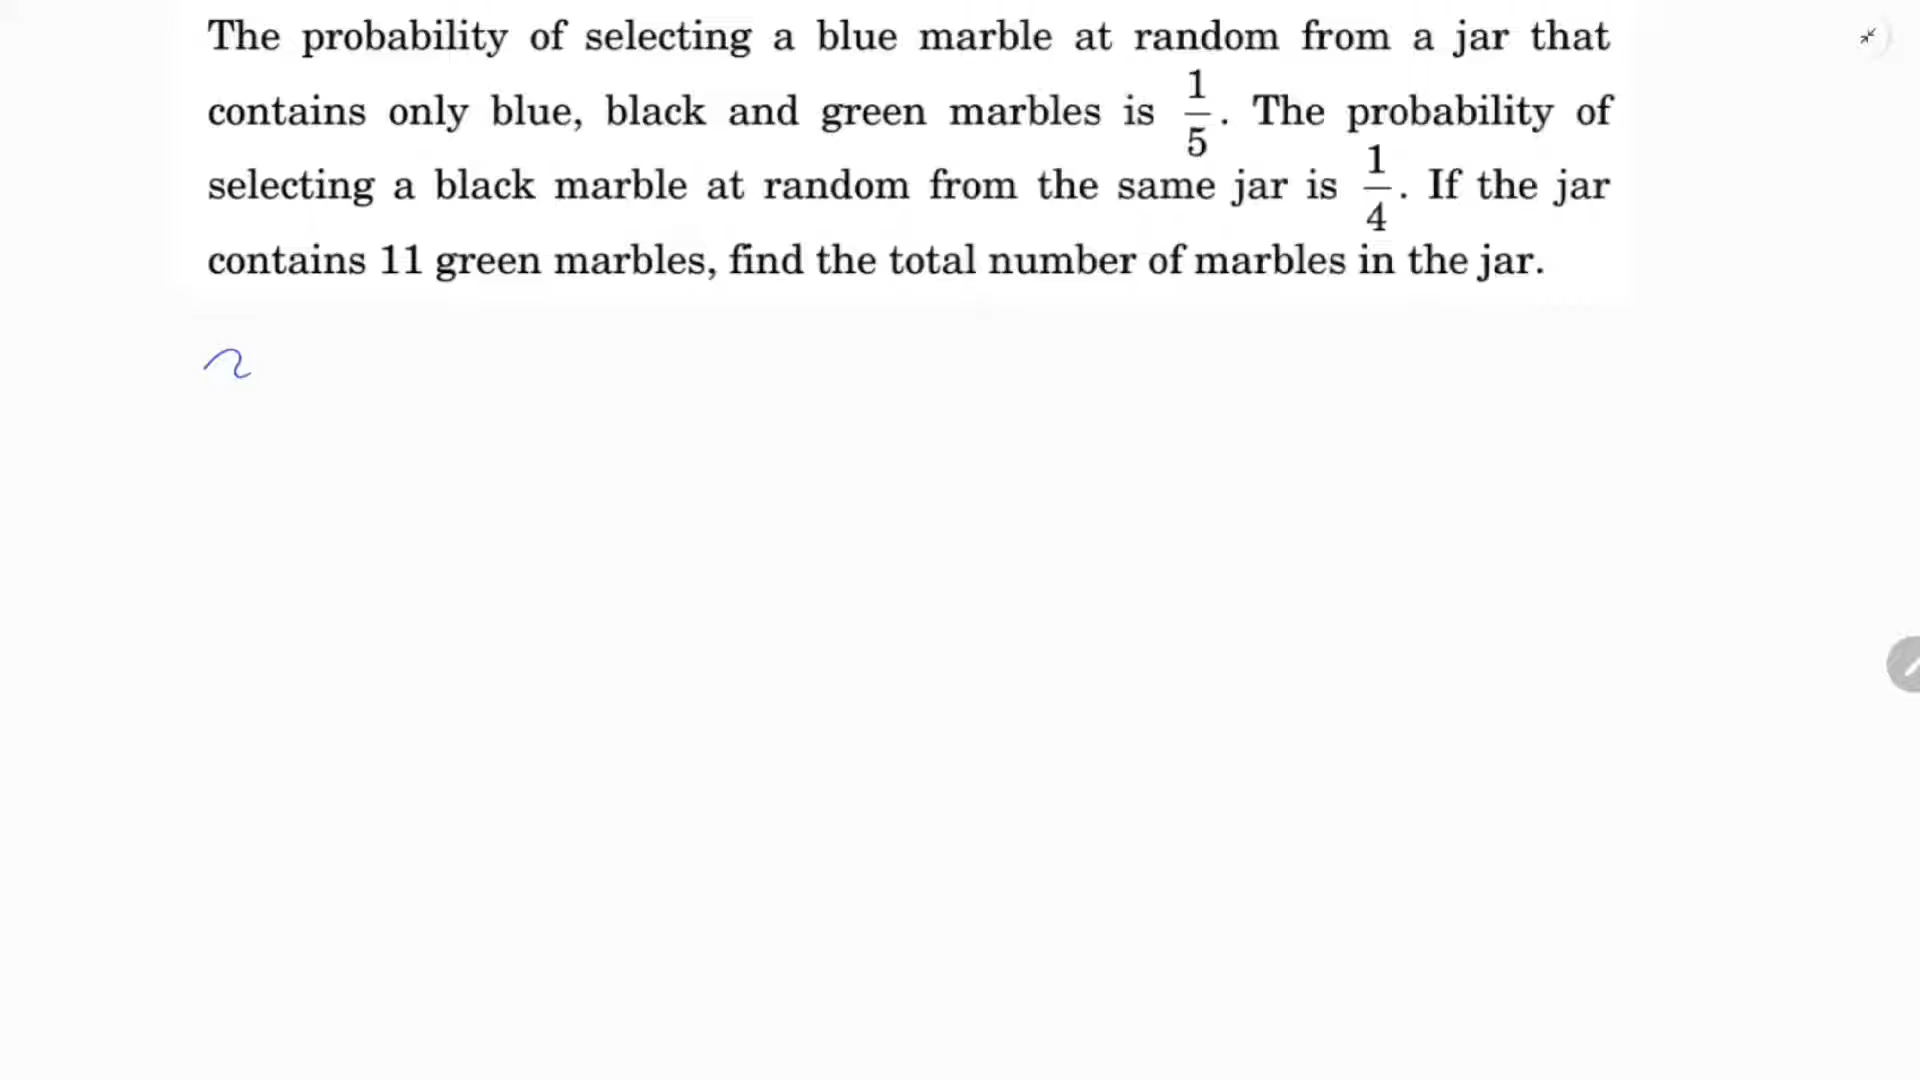 The probability of selecting a blue marble at random from a jar that
contains only blue, black and green marbles is 1/5. The probability of
selecting a black marble at random from the same jar is 1/4. If the jar
contains 11 green marbles, find the total number of marbles in the jar.